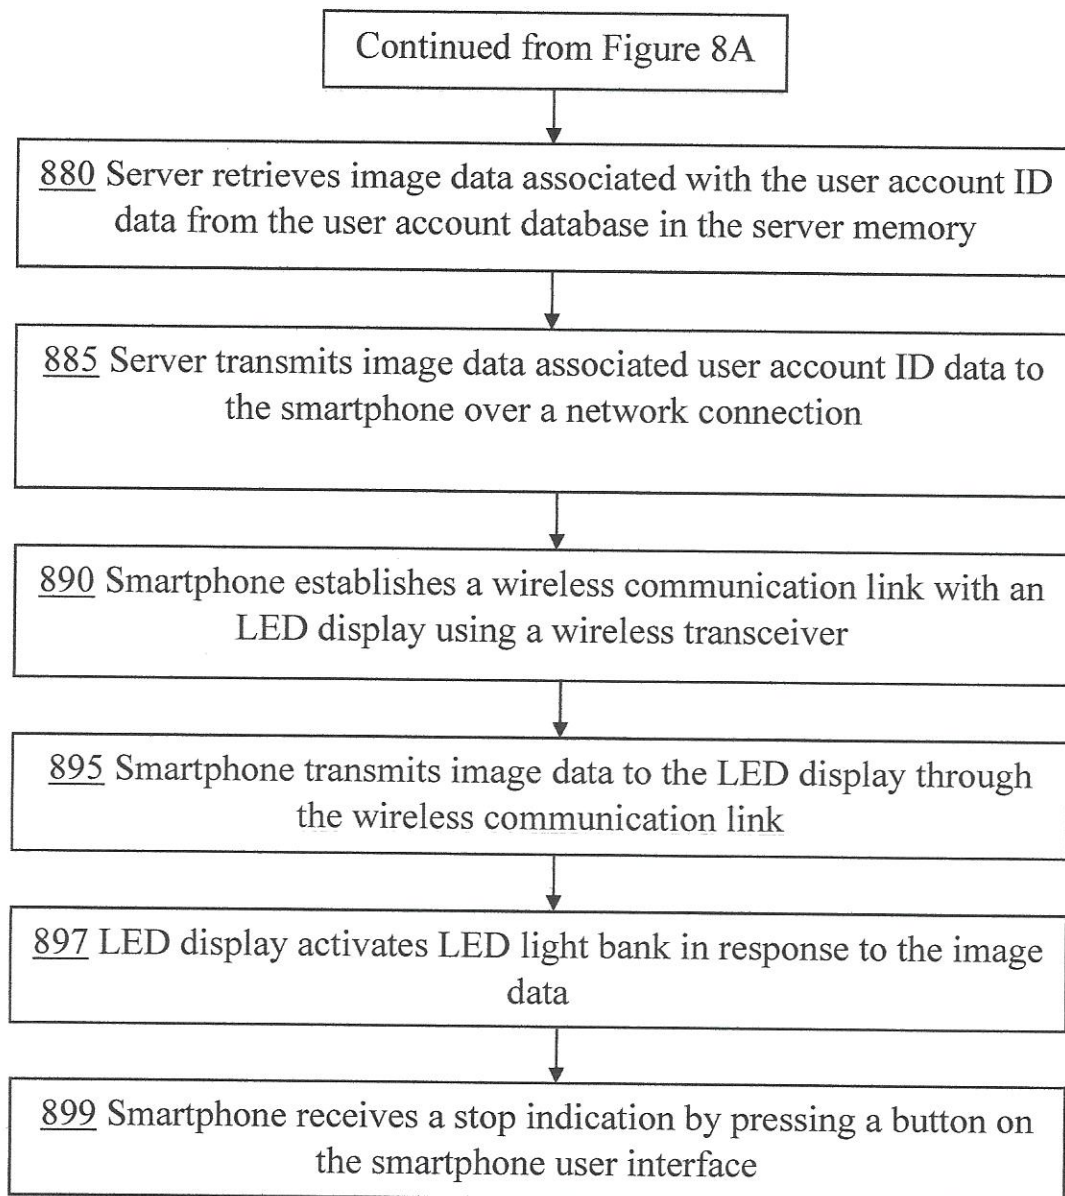 Continued from Figure 8A
880 Server retrieves image data associated with the user account ID
data from the user account database in the server memory
885 Server transmits image data associated user account ID data to
the smartphone over a network connection
890 Smartphone establishes a wireless communication link with an
LED display using a wireless transceiver
895 Smartphone transmits image data to the LED display through
the wireless communication link
897 LED display activates LED light bank in response to the image
data
899 Smartphone receives a stop indication by pressing a button on
the smartphone user interface